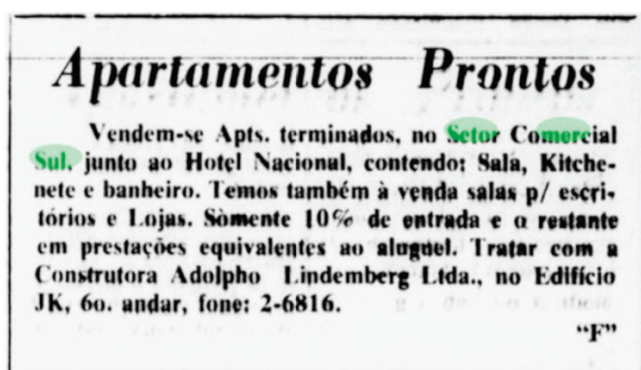 Apartamentos Prontos
Vendem-se Apts. terminados, no Setor Comercial
Sul, junto ao Hotel Nacional, contendo: Sala, Kitche-
nete e banheiro. Temos também à venda salas p/ escri-
tórios e Lojas. Sòmente 10% de entrada e o restante
em prestações equivalentes ao aluguel. Tratar com a
Construtora Adolpho Lindemberg Ltda., no Edifício
JK, 6o. andar, fone: 2-6816.
“F”